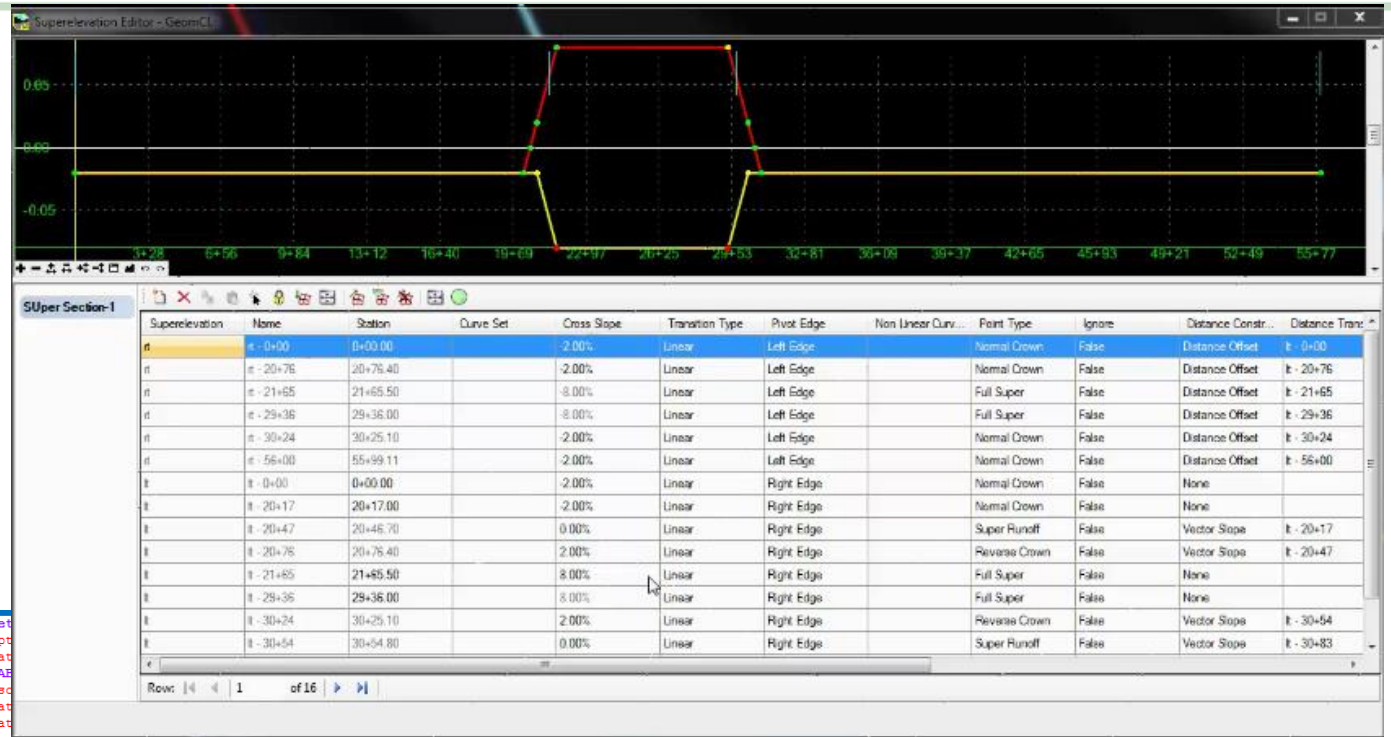 Superelevation Editor - GeomCL
0.05
0.00
-0.05
3+28 6+56 9+84 13+12 16+40 19+69 22+97 26+25 29+53 32+81 36+09 39+37 42+65 45+93 49+21 52+49 55+77
SUper Section-1
Superelevation Name Station Curve Set Cross Slope Transition Type Pivot Edge Non Linear Curv... Point Type Ignore Distance Constr... Distance Trans
rt rt - 0+00 0+00.00 -2.00% Linear Left Edge Normal Crown False Distance Offset lt - 0+00
rt rt - 20+76 20+76.40 -2.00% Linear Left Edge Normal Crown False Distance Offset lt - 20+76
rt rt - 21+65 21+65.50 -8.00% Linear Left Edge Full Super False Distance Offset lt - 21+65
rt rt - 29+36 29+36.00 -8.00% Linear Left Edge Full Super False Distance Offset lt - 29+36
rt rt - 30+24 30+25.10 -2.00% Linear Left Edge Normal Crown False Distance Offset lt - 30+24
rt rt - 56+00 55+99.11 -2.00% Linear Left Edge Normal Crown False Distance Offset lt - 56+00
lt lt - 0+00 0+00.00 -2.00% Linear Right Edge Normal Crown False None
lt lt - 20+17 20+17.00 -2.00% Linear Right Edge Normal Crown False None
lt lt - 20+47 20+46.70 0.00% Linear Right Edge Super Runoff False Vector Slope lt - 20+17
lt lt - 20+76 20+76.40 2.00% Linear Right Edge Reverse Crown False Vector Slope lt - 20+47
lt lt - 21+65 21+65.50 8.00% Linear Right Edge Full Super False None
lt lt - 29+36 29+36.00 8.00% Linear Right Edge Full Super False None
lt lt - 30+24 30+25.10 2.00% Linear Right Edge Reverse Crown False Vector Slope lt - 30+54
lt lt - 30+54 30+54.80 0.00% Linear Right Edge Super Runoff False Vector Slope lt - 30+83
Row: 1 of 16